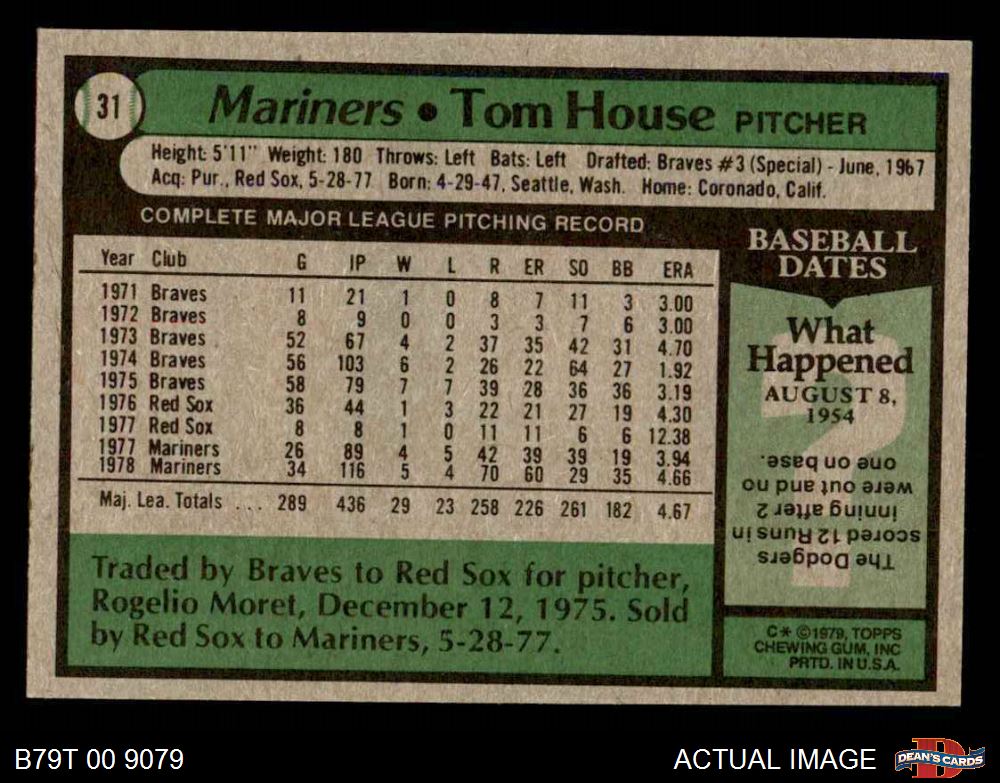 31
Mariners • Tom House PITCHER
Height: 5'11" Weight: 180 Throws: Left Bats: Left Drafted: Braves #3 (Special) - June, 1967
Acq: Pur., Red Sox, 5-28-77 Born: 4-29-47, Seattle, Wash. Home: Coronado, Calif.
COMPLETE MAJOR LEAGUE PITCHING RECORD
Year Club G IP W L R ER SO BB ERA
1971 Braves 11 21 1 0 8 7 11 3 3.00
1972 Braves 8 9 0 0 3 3 7 6 3.00
1973 Braves 52 67 4 2 37 35 42 31 4.70
1974 Braves 56 103 6 2 26 22 64 27 1.92
1975 Braves 58 79 7 7 39 28 36 36 3.19
1976 Red Sox 36 44 1 3 22 21 27 19 4.30
1977 Red Sox 8 8 1 0 11 11 6 6 12.38
1977 Mariners 26 89 4 5 42 39 39 19 3.94
1978 Mariners 34 116 5 4 70 60 29 35 4.66
Maj. Lea. Totals ... 289 436 29 23 258 226 261 182 4.67
Traded by Braves to Red Sox for pitcher,
Rogelio Moret, December 12, 1975. Sold
by Red Sox to Mariners, 5-28-77.
BASEBALL
DATES
What
Happened
AUGUST 8,
1954
The Dodgers
scored 12 Runs in
inning after 2
were out and no
one on base.
C* ©1979, TOPPS
CHEWING GUM, INC
PRTD. IN U.S.A.
B79T 00 9079
ACTUAL IMAGE
D
DEAN'S CARDS